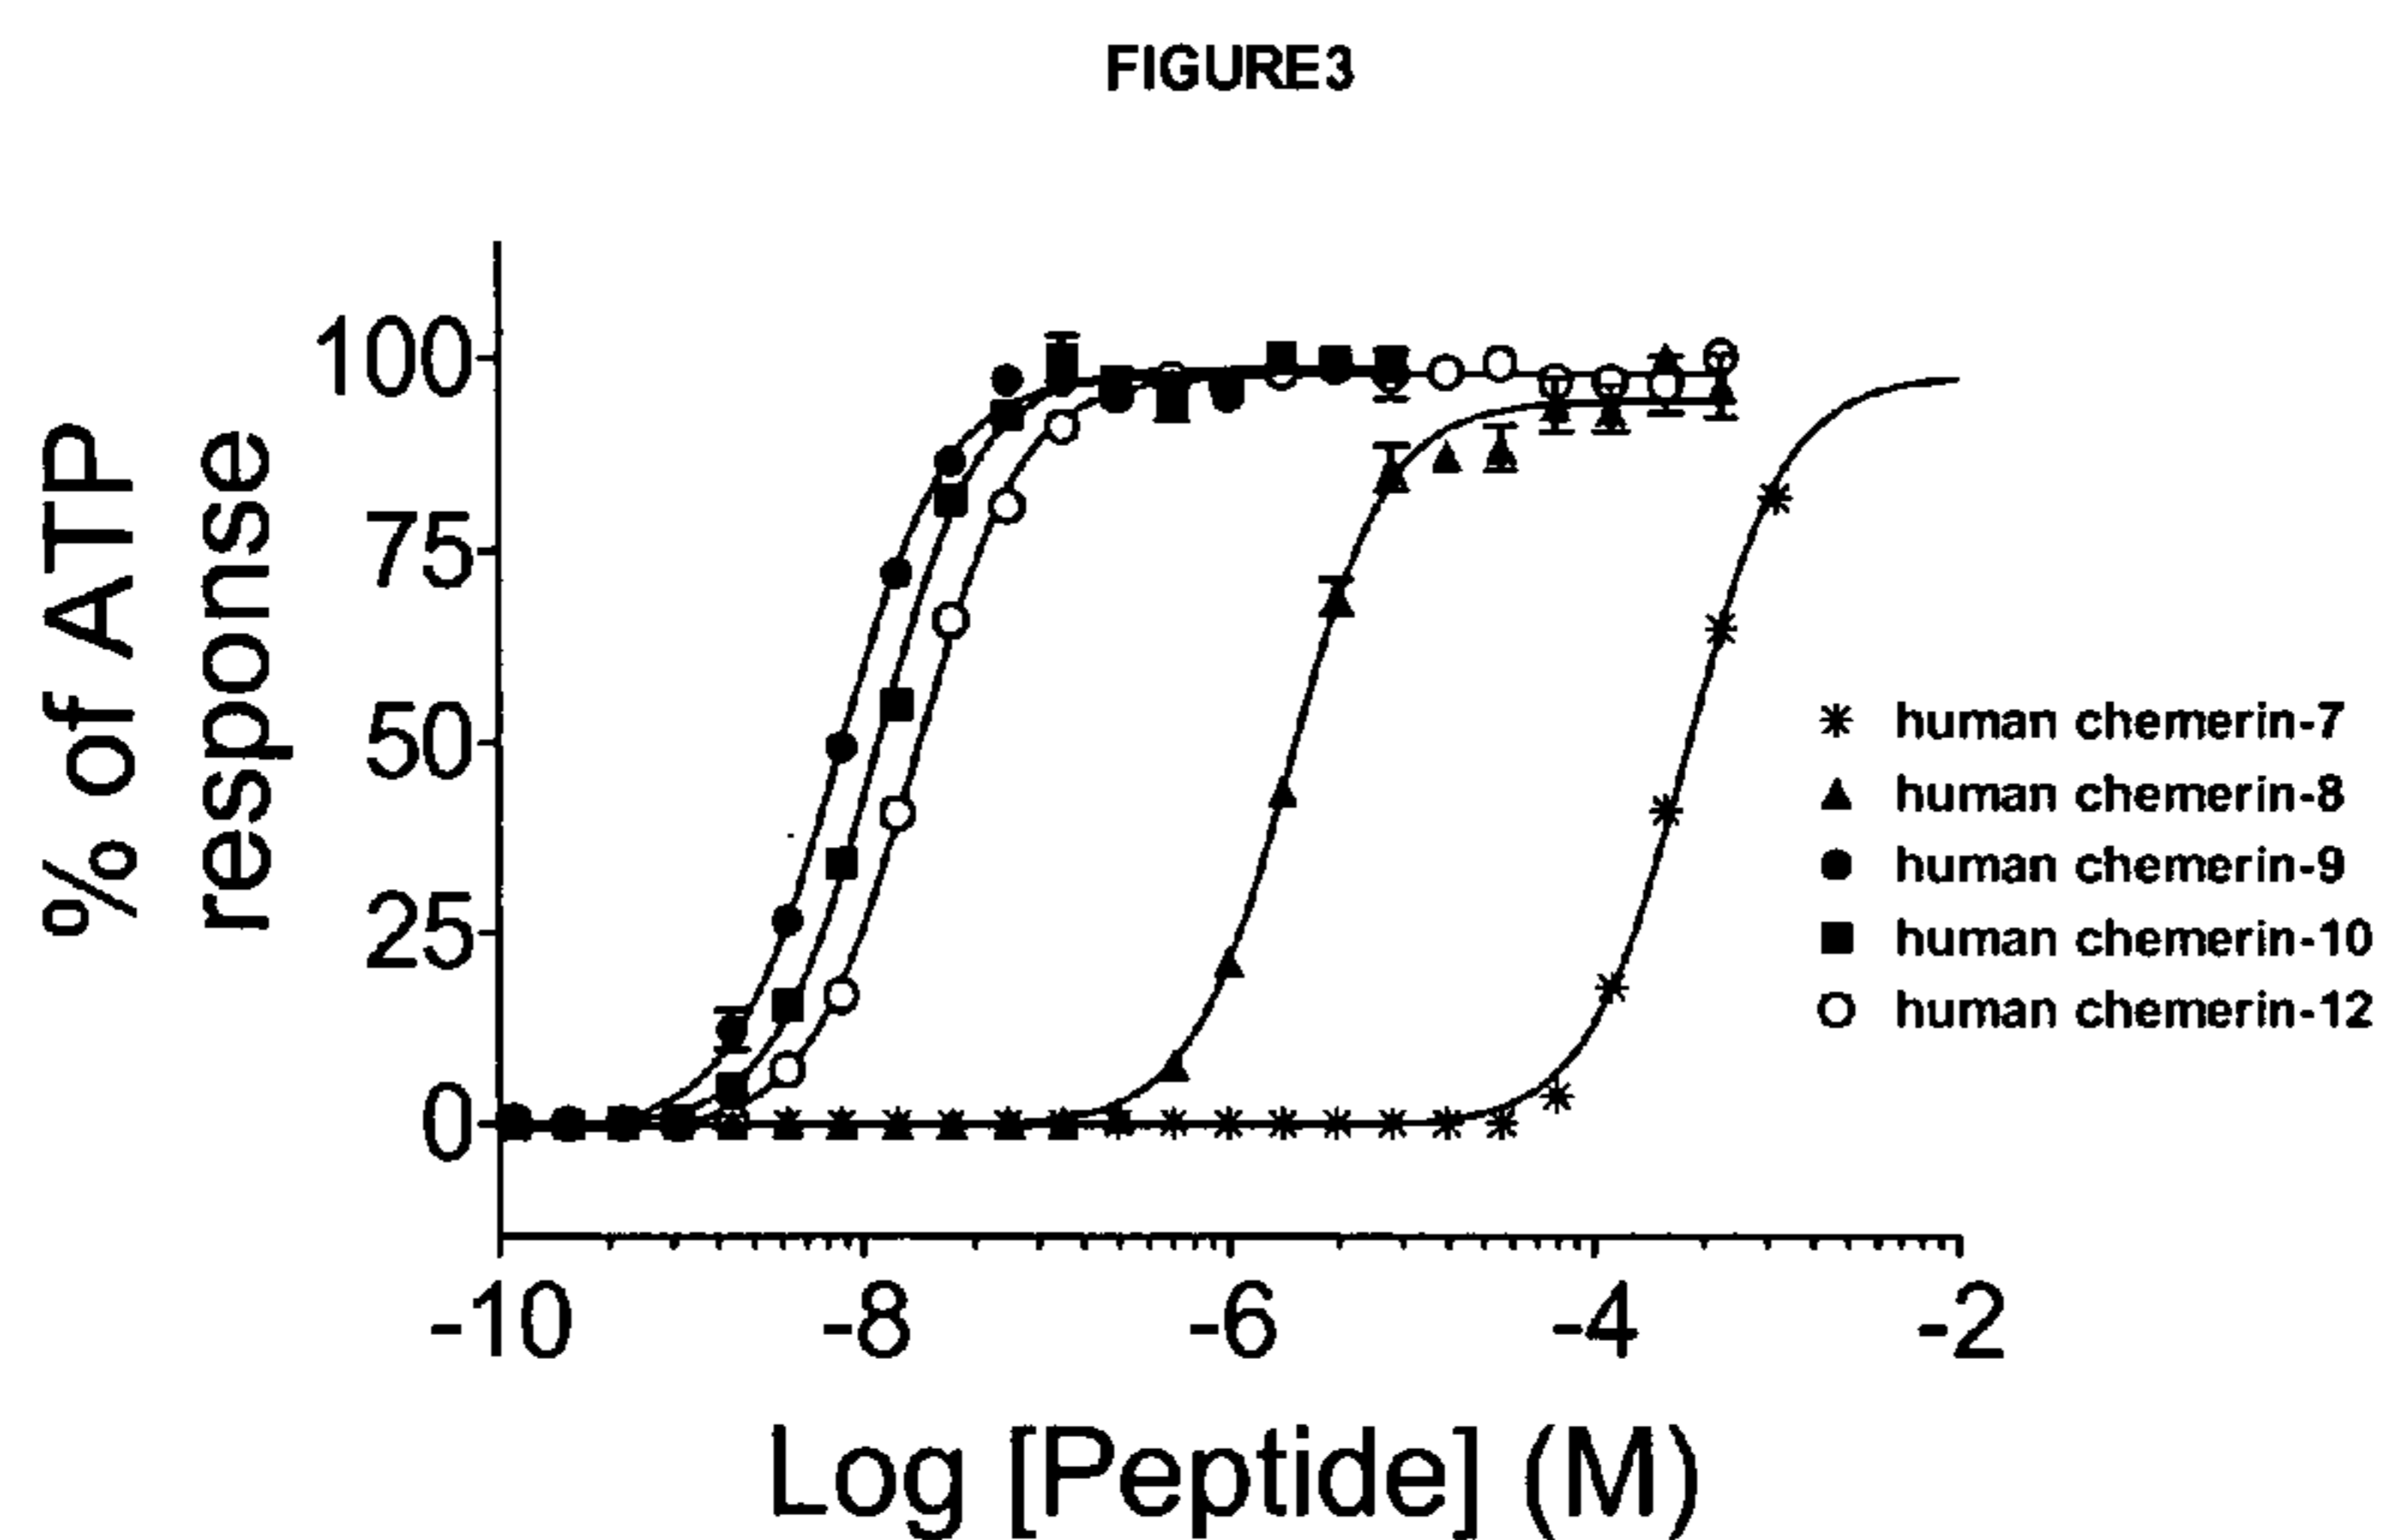 FIGURE3
% of ATP
response
100
75
50
25
0
-10
-8
-6
-4
-2
Log [Peptide] (M)
human chemerin-7
human chemerin-8
human chemerin-9
human chemerin-10
human chemerin-12